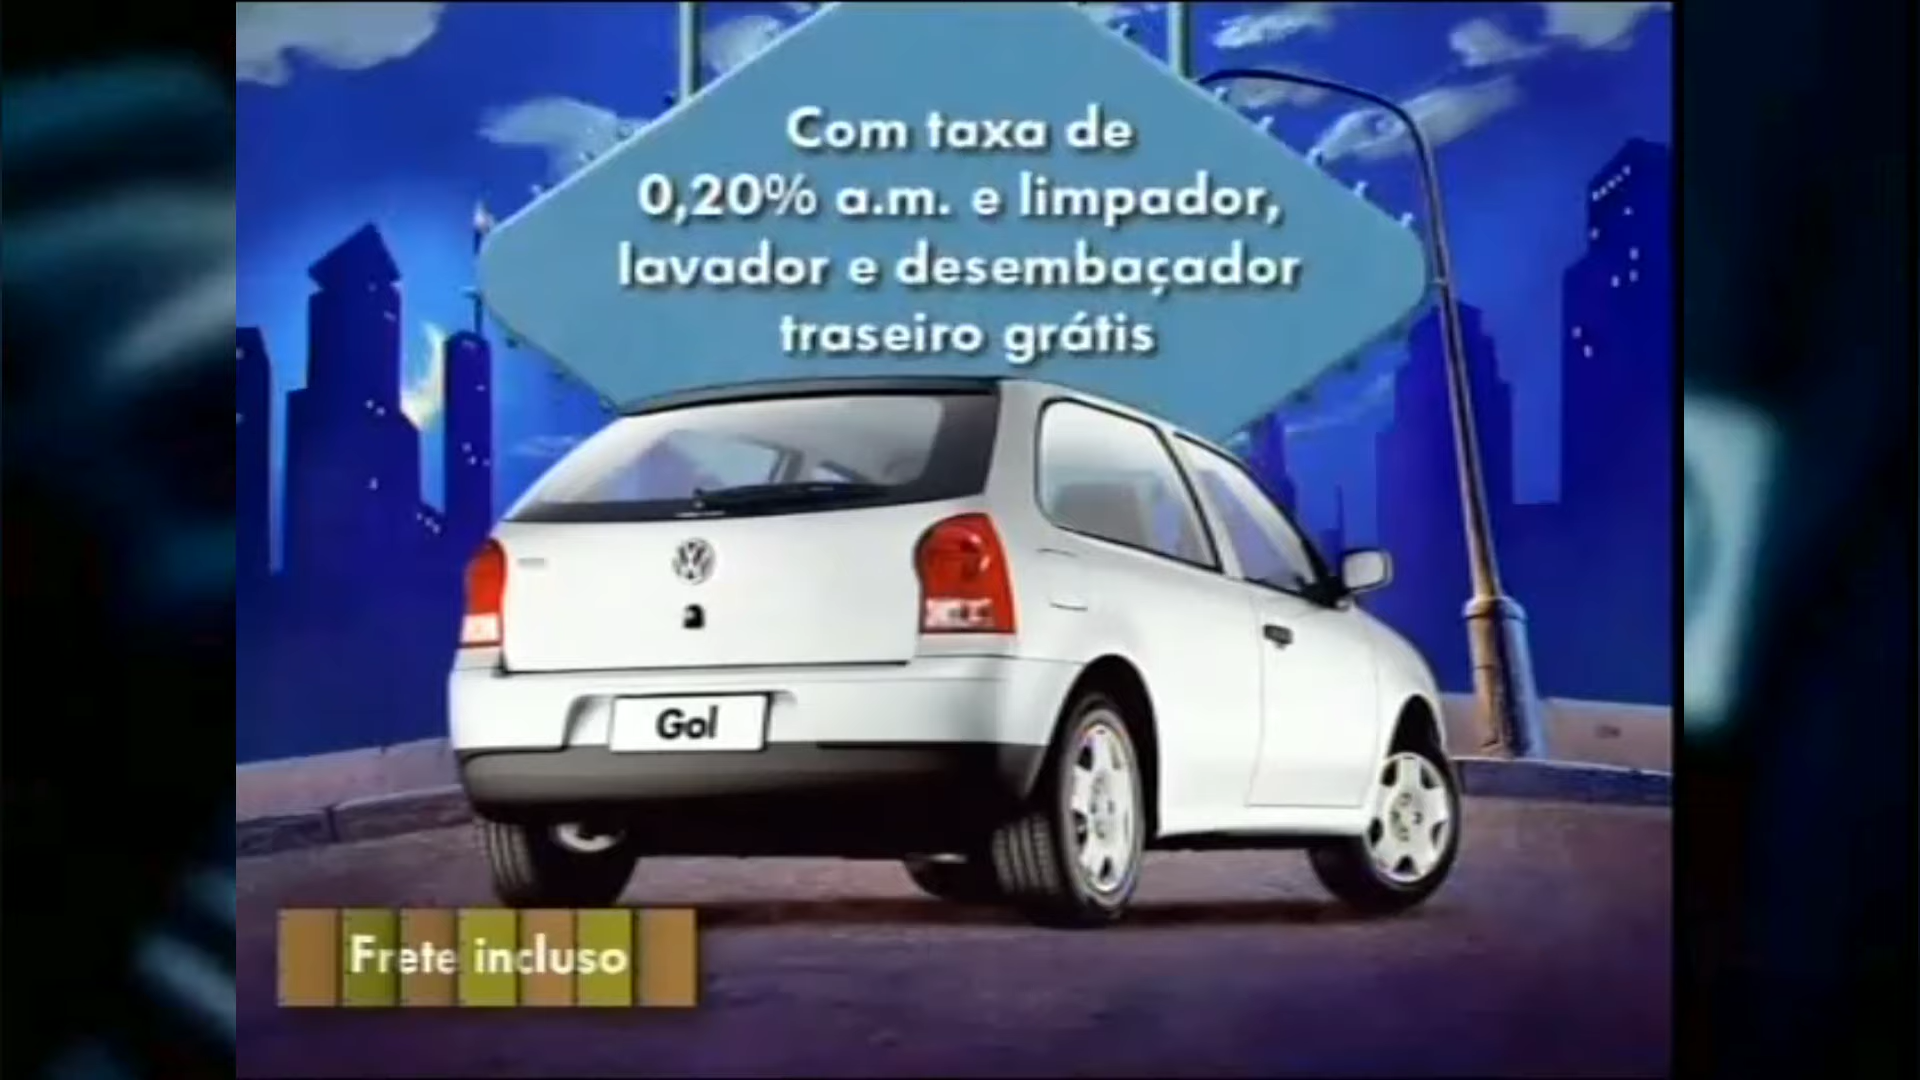 Com taxa de
0,20% a.m. e limpador,
lavador e desembaçador
traseiro grátis
Gol
Frete incluso